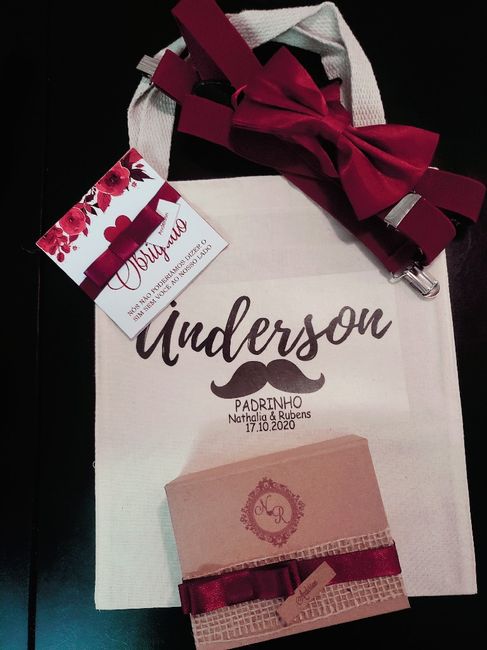 Obrigado
NÓS NÃO PODERÍAMOS DIZER O
SIM SEM VOCÊ AO NOSSO LADO
Anderson
PADRINHO
Nathalia & Rubens
17.10.2020
N R